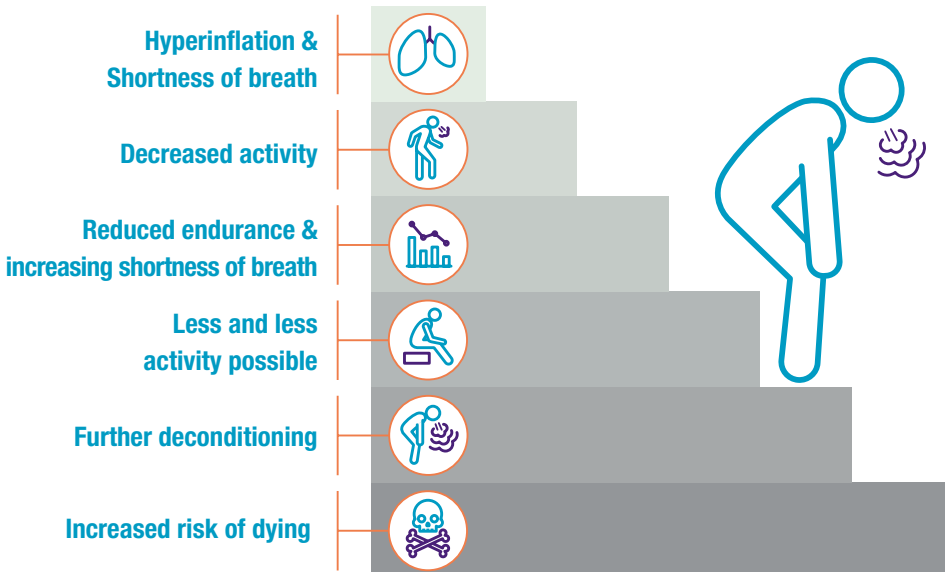 Hyperinflation &
Shortness of breath
Decreased activity
Reduced endurance &
increasing shortness of breath
Less and less
activity possible
Further deconditioning
Increased risk of dying